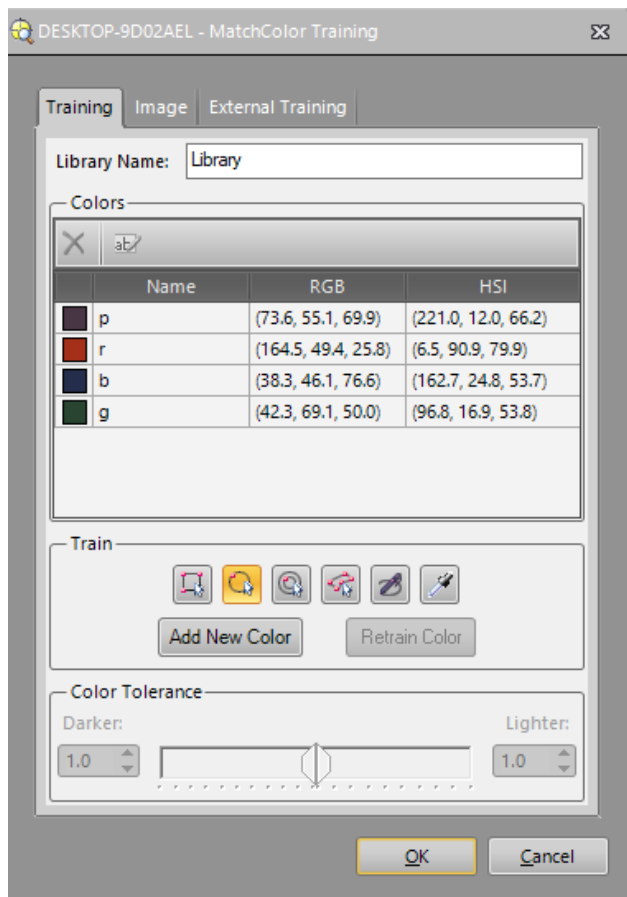 DESKTOP-9D02AEL - MatchColor Training
Training Image External Training
Library Name: Library
Colors
ab
Name RGB HSI
p (73.6, 55.1, 69.9) (221.0, 12.0, 66.2)
r (164.5, 49.4, 25.8) (6.5, 90.9, 79.9)
b (38.3, 46.1, 76.6) (162.7, 24.8, 53.7)
g (42.3, 69.1, 50.0) (96.8, 16.9, 53.8)
Train
Add New Color Retrain Color
Color Tolerance
Darker: Lighter:
1.0 1.0
OK Cancel